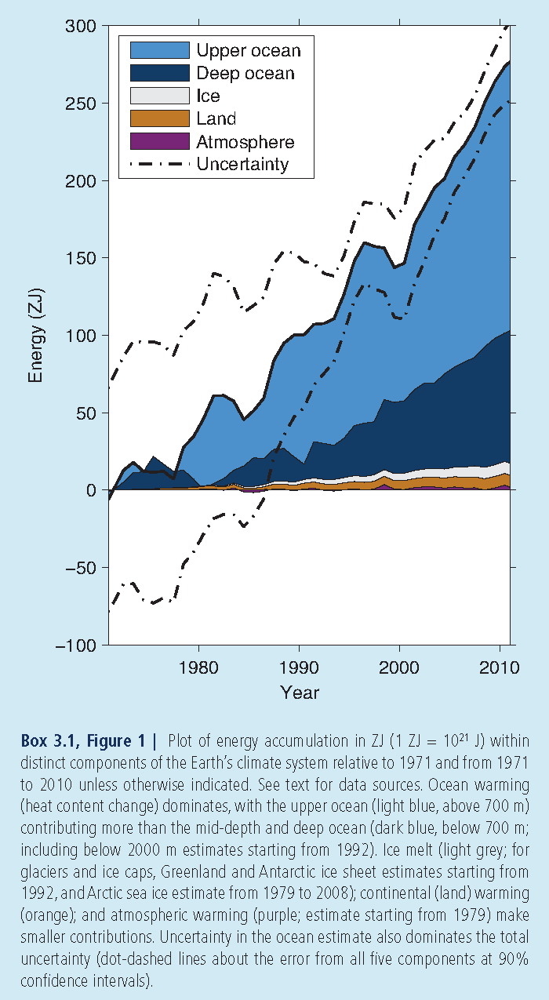 300
250
200
150
100
50
0
−50
−100
Energy (ZJ)
Upper ocean
Deep ocean
Ice
Land
Atmosphere
Uncertainty
1980 1990 2000 2010
Year
Box 3.1, Figure 1 | Plot of energy accumulation in ZJ (1 ZJ = 10²¹ J) within
distinct components of the Earth’s climate system relative to 1971 and from 1971
to 2010 unless otherwise indicated. See text for data sources. Ocean warming
(heat content change) dominates, with the upper ocean (light blue, above 700 m)
contributing more than the mid-depth and deep ocean (dark blue, below 700 m;
including below 2000 m estimates starting from 1992). Ice melt (light grey; for
glaciers and ice caps, Greenland and Antarctic ice sheet estimates starting from
1992, and Arctic sea ice estimate from 1979 to 2008); continental (land) warming
(orange); and atmospheric warming (purple; estimate starting from 1979) make
smaller contributions. Uncertainty in the ocean estimate also dominates the total
uncertainty (dot-dashed lines about the error from all five components at 90%
confidence intervals).